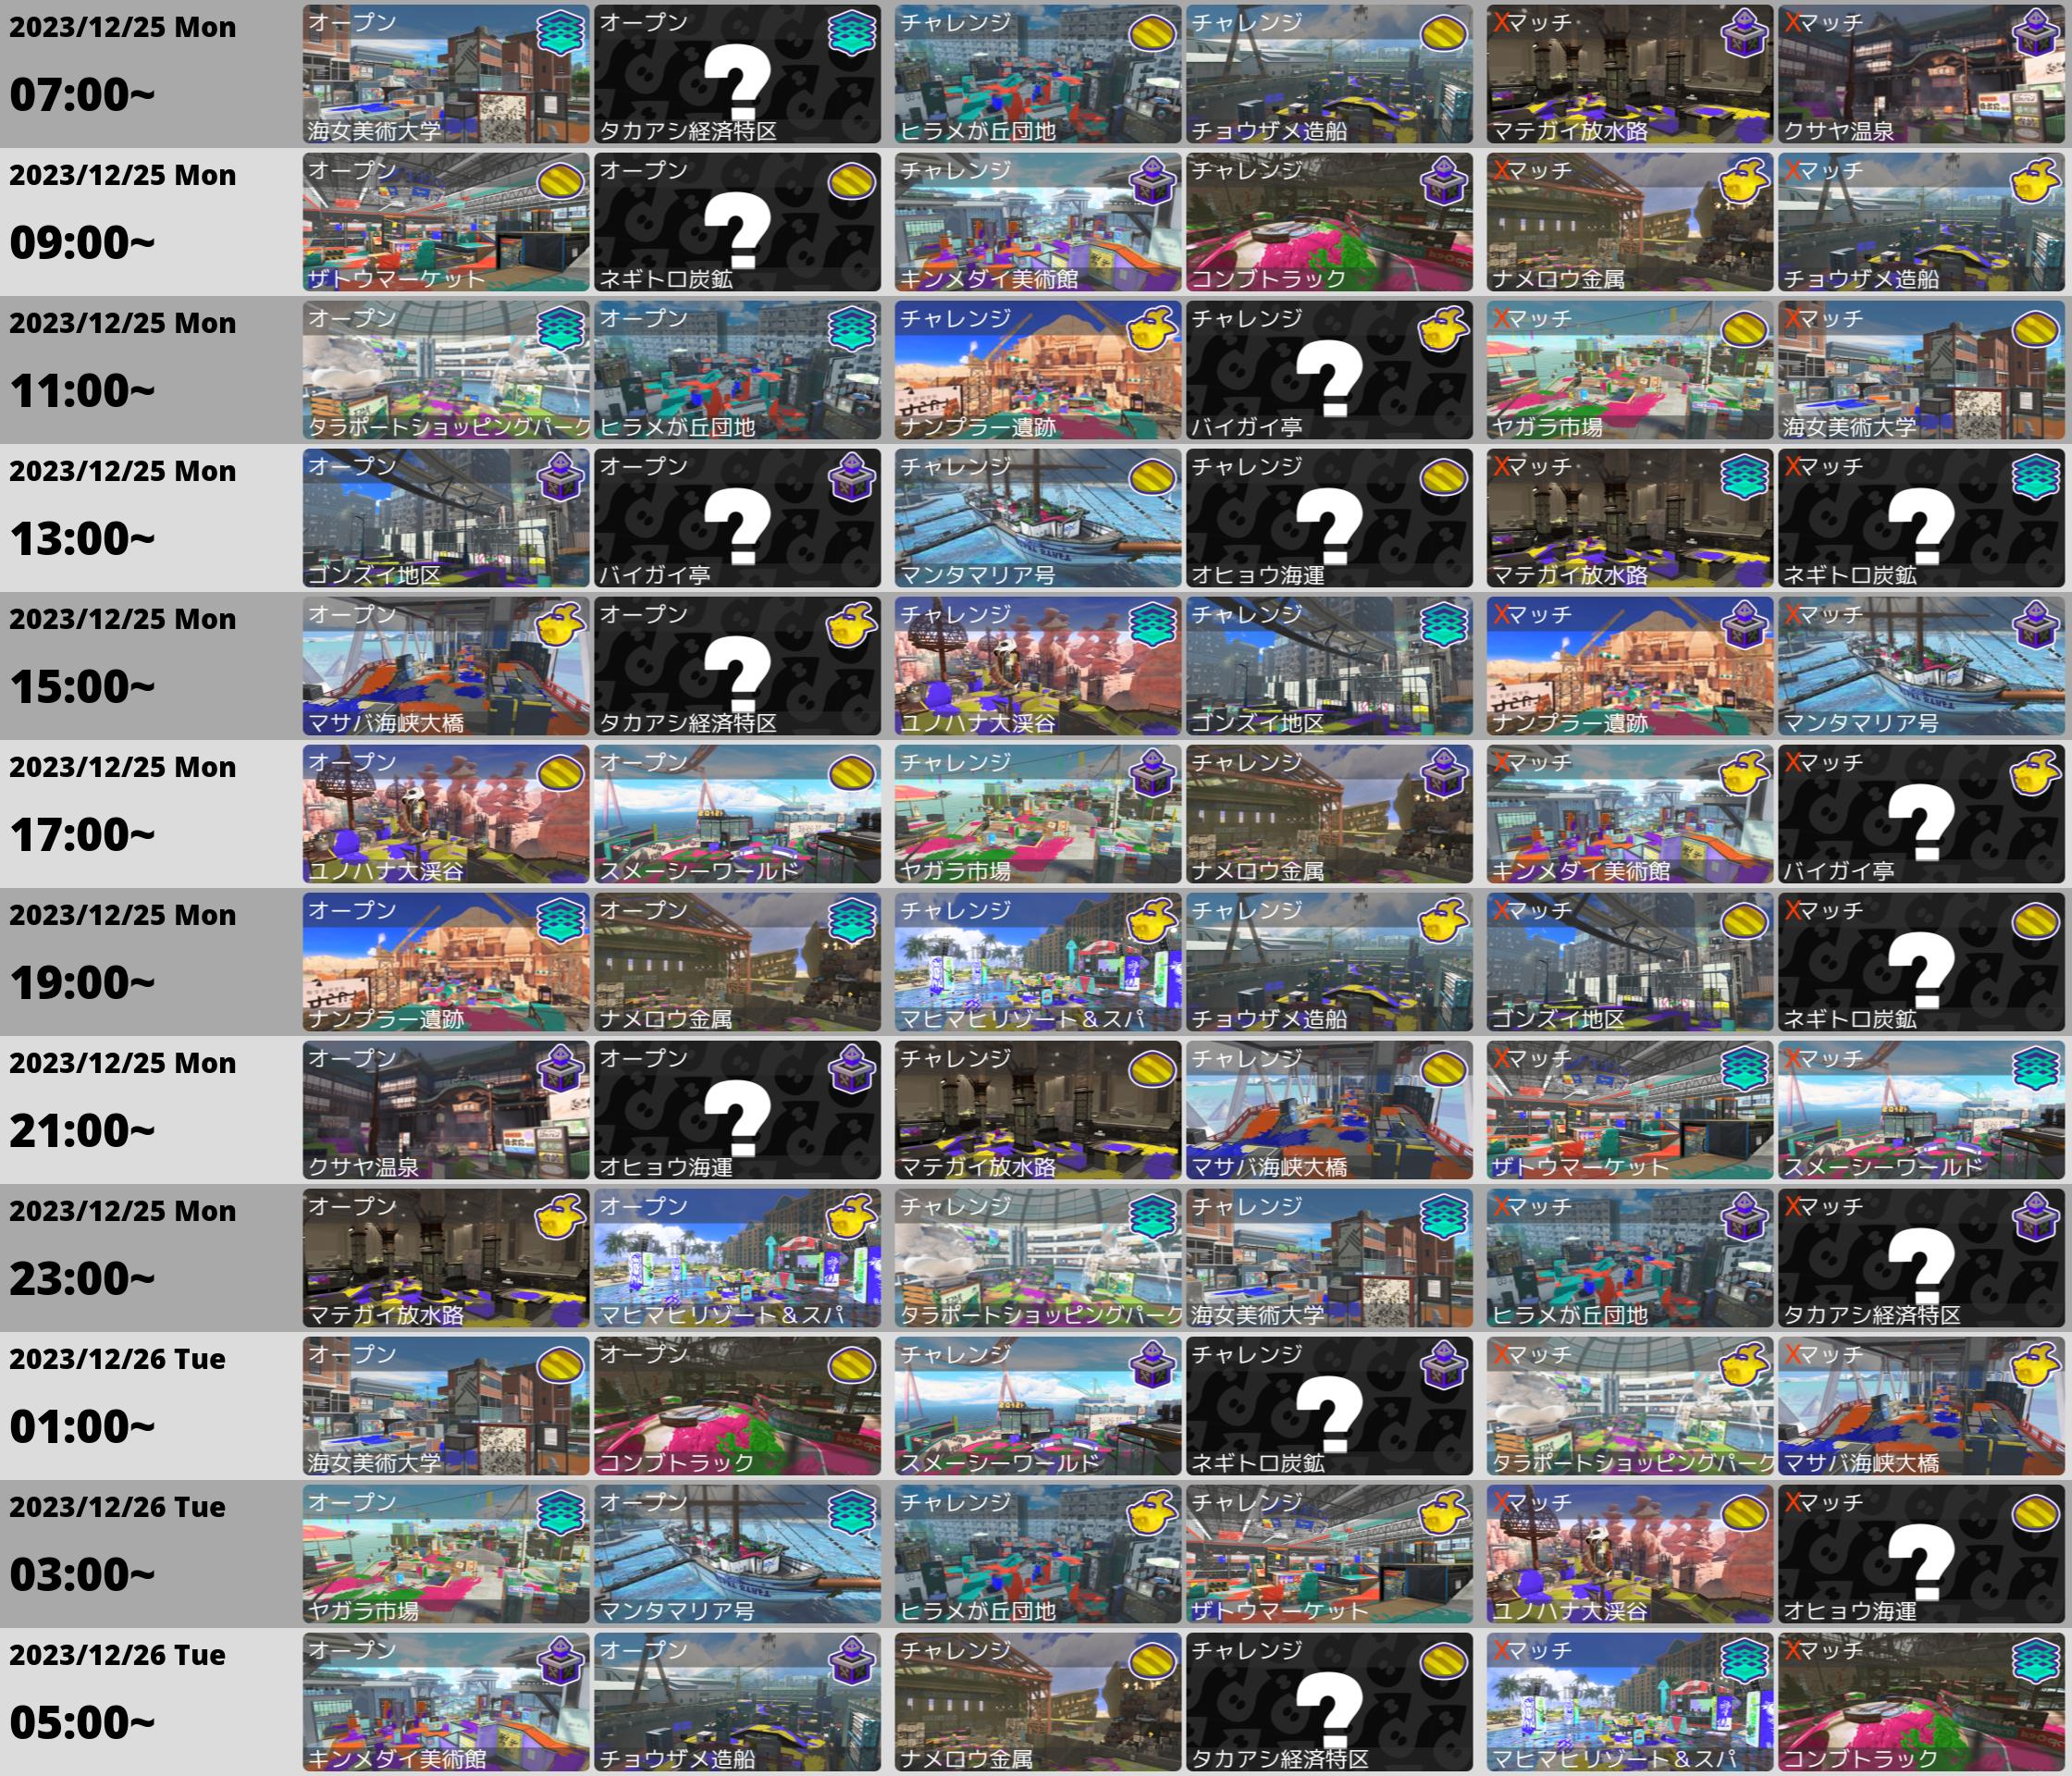 2023/12/25 Mon
07:00~
オープン
海女美術大学
オープン
タカアシ経済特区
チャレンジ
ヒラメが丘団地
チャレンジ
チョウザメ造船
Xマッチ
マテガイ放水路
Xマッチ
クサヤ温泉
2023/12/25 Mon
09:00~
オープン
ザトウマーケット
オープン
ネギトロ炭鉱
チャレンジ
キンメダイ美術館
チャレンジ
コンブトラック
Xマッチ
ナメロウ金属
Xマッチ
チョウザメ造船
2023/12/25 Mon
11:00~
オープン
タラポートショッピングパーク
オープン
ヒラメが丘団地
チャレンジ
ナンプラー遺跡
チャレンジ
バイガイ亭
Xマッチ
ヤガラ市場
Xマッチ
海女美術大学
2023/12/25 Mon
13:00~
オープン
ゴンズイ地区
オープン
バイガイ亭
チャレンジ
マンタマリア号
チャレンジ
オヒョウ海運
Xマッチ
マテガイ放水路
Xマッチ
ネギトロ炭鉱
2023/12/25 Mon
15:00~
オープン
マサバ海峡大橋
オープン
タカアシ経済特区
チャレンジ
ユノハナ大渓谷
チャレンジ
ゴンズイ地区
Xマッチ
ナンプラー遺跡
Xマッチ
マンタマリア号
2023/12/25 Mon
17:00~
オープン
ユノハナ大渓谷
オープン
スメーシーワールド
チャレンジ
ヤガラ市場
チャレンジ
ナメロウ金属
Xマッチ
キンメダイ美術館
Xマッチ
バイガイ亭
2023/12/25 Mon
19:00~
オープン
ナンプラー遺跡
オープン
ナメロウ金属
チャレンジ
マヒマヒリゾート＆スパ
チャレンジ
チョウザメ造船
Xマッチ
ゴンズイ地区
Xマッチ
ネギトロ炭鉱
2023/12/25 Mon
21:00~
オープン
クサヤ温泉
オープン
オヒョウ海運
チャレンジ
マテガイ放水路
チャレンジ
マサバ海峡大橋
Xマッチ
ザトウマーケット
Xマッチ
スメーシーワールド
2023/12/25 Mon
23:00~
オープン
マテガイ放水路
オープン
マヒマヒリゾート＆スパ
チャレンジ
タラポートショッピングパーク
チャレンジ
海女美術大学
Xマッチ
ヒラメが丘団地
Xマッチ
タカアシ経済特区
2023/12/26 Tue
01:00~
オープン
海女美術大学
オープン
コンブトラック
チャレンジ
スメーシーワールド
チャレンジ
ネギトロ炭鉱
Xマッチ
タラポートショッピングパーク
Xマッチ
マサバ海峡大橋
2023/12/26 Tue
03:00~
オープン
ヤガラ市場
オープン
マンタマリア号
チャレンジ
ヒラメが丘団地
チャレンジ
ザトウマーケット
Xマッチ
ユノハナ大渓谷
Xマッチ
オヒョウ海運
2023/12/26 Tue
05:00~
オープン
キンメダイ美術館
オープン
チョウザメ造船
チャレンジ
ナメロウ金属
チャレンジ
タカアシ経済特区
Xマッチ
マヒマヒリゾート＆スパ
Xマッチ
コンブトラック